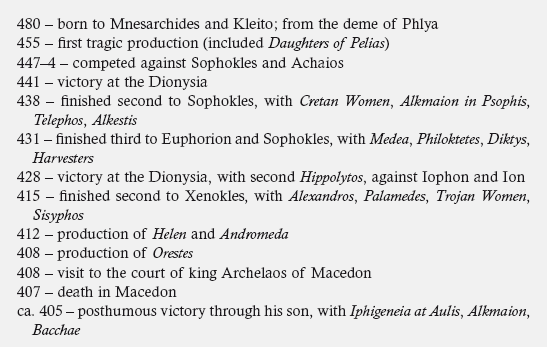 480 – born to Mnesarchides and Kleito; from the deme of Phlya
455 – first tragic production (included Daughters of Pelias)
447–4 – competed against Sophokles and Achaios
441 – victory at the Dionysia
438 – finished second to Sophokles, with Cretan Women, Alkmaion in Psophis,
Telephos, Alkestis
431 – finished third to Euphorion and Sophokles, with Medea, Philoktetes, Diktys,
Harvesters
428 – victory at the Dionysia, with second Hippolytos, against Iophon and Ion
415 – finished second to Xenokles, with Alexandros, Palamedes, Trojan Women,
Sisyphos
412 – production of Helen and Andromeda
408 – production of Orestes
408 – visit to the court of king Archelaos of Macedon
407 – death in Macedon
ca. 405 – posthumous victory through his son, with Iphigeneia at Aulis, Alkmaion,
Bacchae